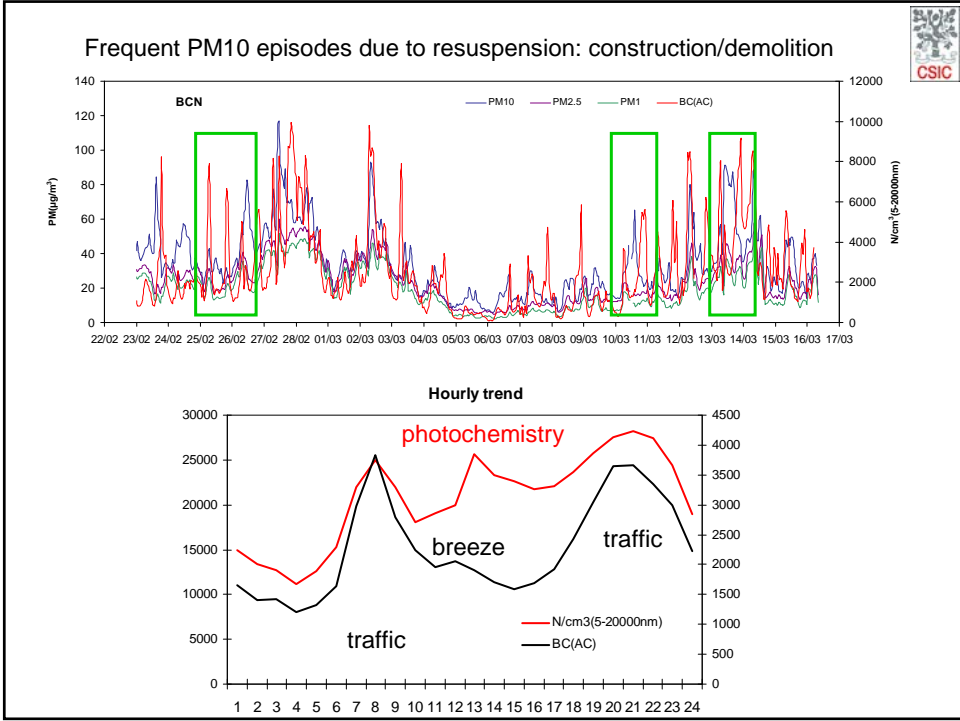 Frequent PM10 episodes due to resuspension: construction/demolition
CSIC
BCN
PM10 PM2.5 PM1 BC(AC)
PM(µg/m³)
140
120
100
80
60
40
20
0
12000
10000
8000
6000
4000
2000
0
N/cm³(5-20000nm)
22/02 23/02 24/02 25/02 26/02 27/02 28/02 01/03 02/03 03/03 04/03 05/03 06/03 07/03 08/03 09/03 10/03 11/03 12/03 13/03 14/03 15/03 16/03 17/03
Hourly trend
30000
25000
20000
15000
10000
5000
0
photochemistry
breeze
traffic
traffic
N/cm3(5-20000nm)
BC(AC)
4500
4000
3500
3000
2500
2000
1500
1000
500
0
1 2 3 4 5 6 7 8 9 10 11 12 13 14 15 16 17 18 19 20 21 22 23 24